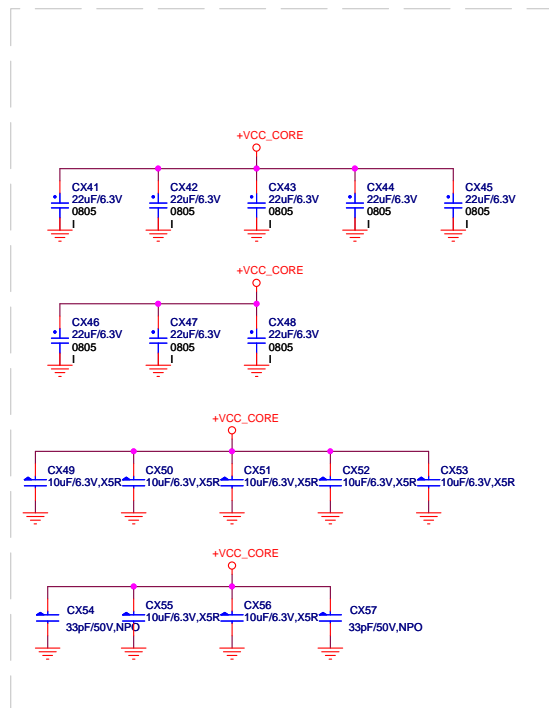 +VCC_CORE
CX41
22uF/6.3V
0805
I
CX42
22uF/6.3V
0805
I
CX43
22uF/6.3V
0805
I
CX44
22uF/6.3V
0805
I
CX45
22uF/6.3V
0805
I
+VCC_CORE
CX46
22uF/6.3V
0805
I
CX47
22uF/6.3V
0805
I
CX48
22uF/6.3V
0805
I
+VCC_CORE
CX49
10uF/6.3V,X5R
CX50
10uF/6.3V,X5R
CX51
10uF/6.3V,X5R
CX52
10uF/6.3V,X5R
CX53
10uF/6.3V,X5R
+VCC_CORE
CX54
33pF/50V,NPO
CX55
10uF/6.3V,X5R
CX56
10uF/6.3V,X5R
CX57
33pF/50V,NPO